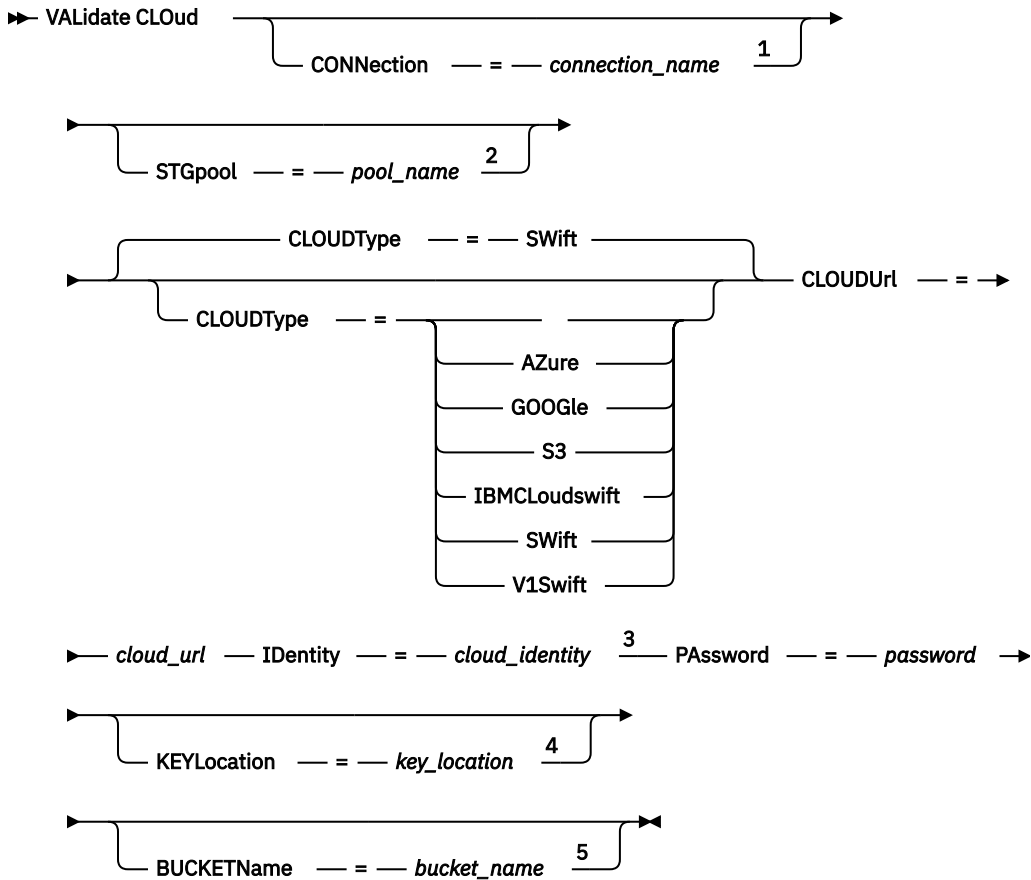 VALidate CLOud
CONNection = connection_name 1
STGpool = pool_name 2
CLOUDType = SWift
CLOUDUrl =
CLOUDType =
AZure
GOOGle
S3
IBMCLoudswift
SWift
V1Swift
cloud_url IDentity = cloud_identity 3 PAssword = password
KEYLocation = key_location 4
BUCKETName = bucket_name 5